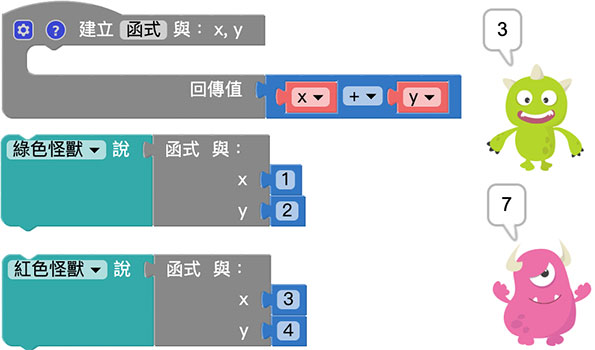 ? 建立 函式 與： x, y
回傳值 x + y
綠色怪獸 說 函式 與：
x 1
y 2
紅色怪獸 說 函式 與：
x 3
y 4
3
7